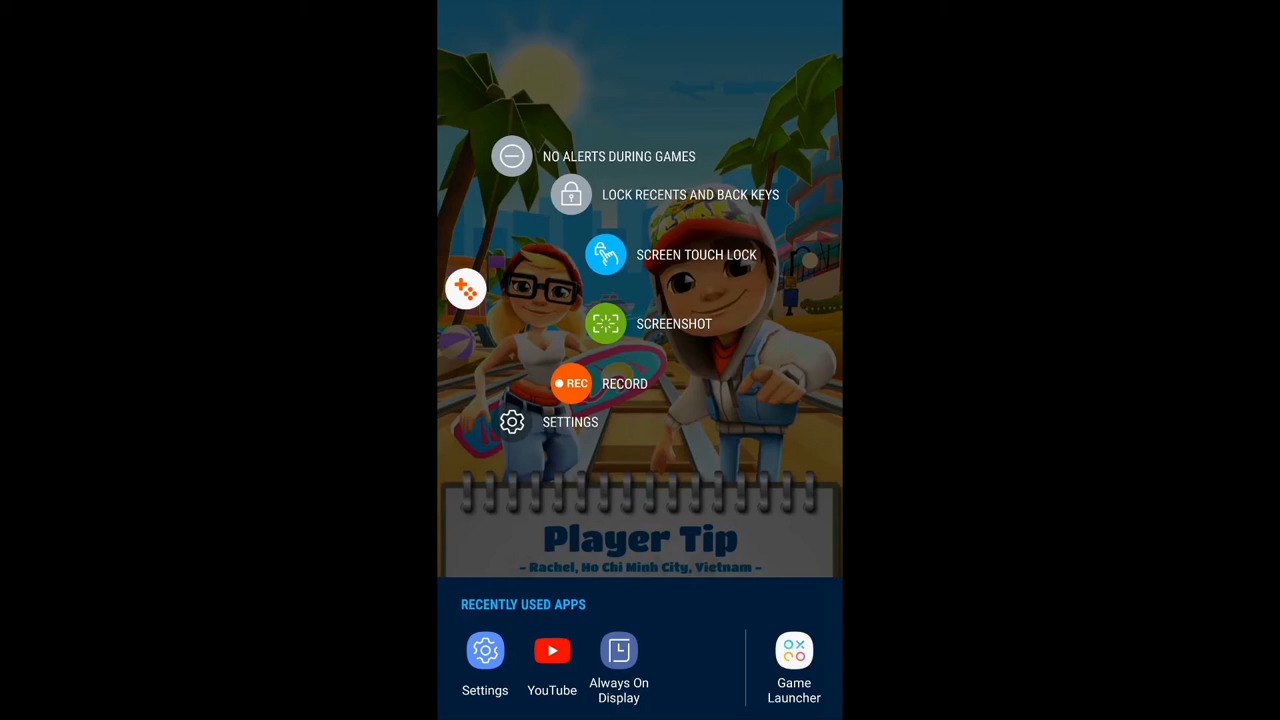 NO ALERTS DURING GAMES
LOCK RECENTS AND BACK KEYS
SCREEN TOUCH LOCK
SCREENSHOT
REC RECORD
SETTINGS
Player Tip
- Rachel, Ho Chi Minh City, Vietnam -
RECENTLY USED APPS
Settings
YouTube
Always On
Display
Game
Launcher